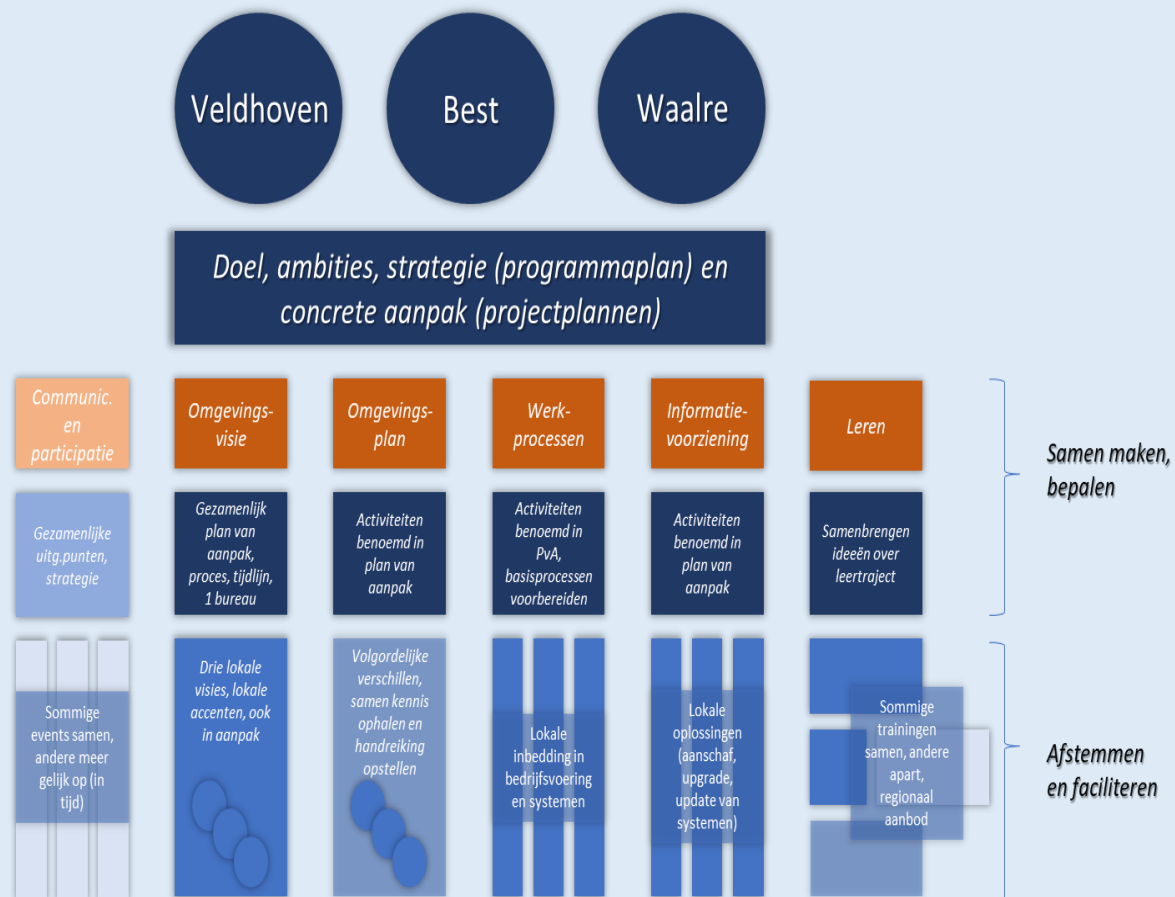 Veldhoven
Best
Waalre
Doel, ambities, strategie (programmaplan) en
concrete aanpak (projectplannen)
Communic.
en
participatie
Omgevings-
visie
Omgevings-
plan
Werk-
processen
Informatie-
voorziening
Leren
Samen maken,
bepalen
Gezamenlijke
uitg.punten,
strategie
Gezamenlijk
plan van
aanpak,
proces, tijdlijn,
1 bureau
Activiteiten
benoemd in
plan van
aanpak
Activiteiten
benoemd in
PvA,
basisprocessen
voorbereiden
Activiteiten
benoemd in
plan van
aanpak
Samenbrengen
ideeën over
leertraject
Sommige
events samen,
andere meer
gelijk op (in
tijd)
Drie lokale
visies, lokale
accenten, ook
in aanpak
Volgordelijke
verschillen,
samen kennis
ophalen en
handreiking
opstellen
Lokale
inbedding in
bedrijfsvoering
en systemen
Lokale
oplossingen
(aanschaf,
upgrade,
update van
systemen)
Sommige
trainingen
samen, andere
apart,
regionaal
aanbod
Afstemmen
en faciliteren